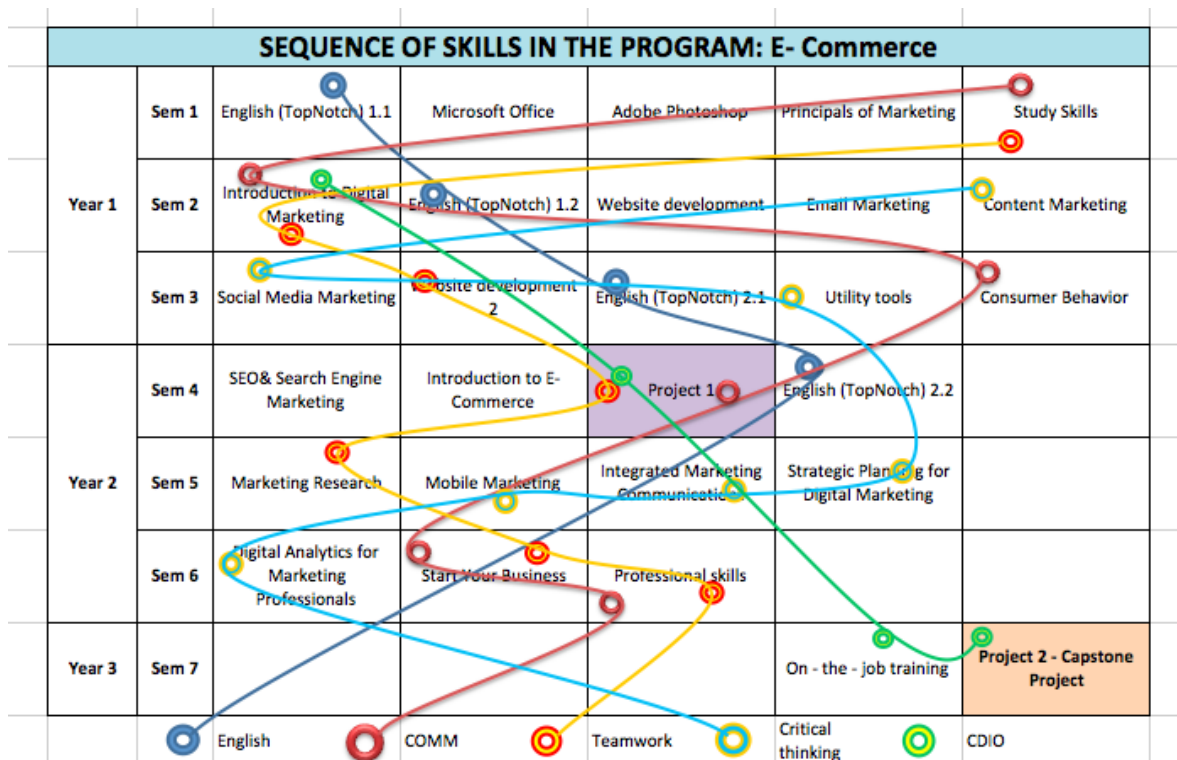 SEQUENCE OF SKILLS IN THE PROGRAM: E- Commerce
Year 1
Sem 1
English (TopNotch) 1.1
Microsoft Office
Adobe Photoshop
Principals of Marketing
Study Skills
Sem 2
Introduction to Digital
Marketing
English (TopNotch) 1.2
Website development
Email Marketing
Content Marketing
Sem 3
Social Media Marketing
Website development
2
English (TopNotch) 2.1
Utility tools
Consumer Behavior
Year 2
Sem 4
SEO& Search Engine
Marketing
Introduction to E-
Commerce
Project 1
English (TopNotch) 2.2
Sem 5
Marketing Research
Mobile Marketing
Integrated Marketing
Communication
Strategic Planning for
Digital Marketing
Sem 6
Digital Analytics for
Marketing
Professionals
Start Your Business
Professional skills
Year 3
Sem 7
On - the - job training
Project 2 - Capstone
Project
English
COMM
Teamwork
Critical
thinking
CDIO